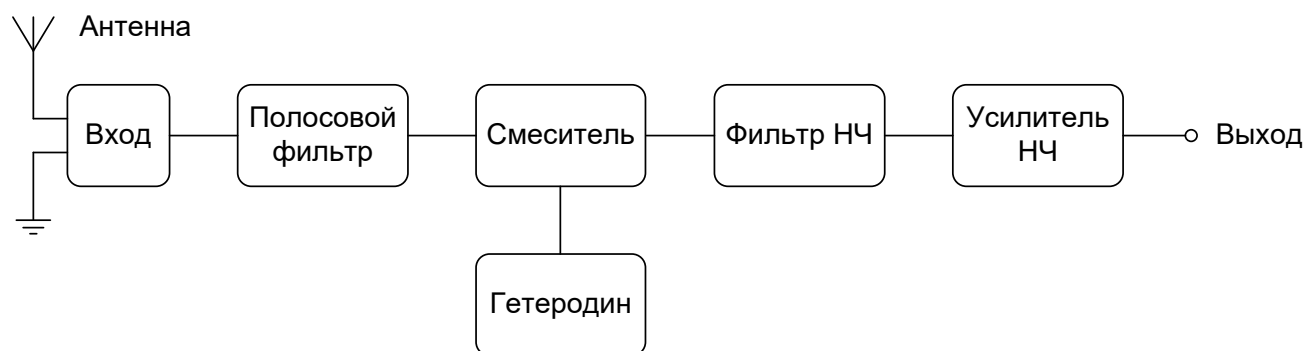 Антенна
Вход
Полосовой
фильтр
Смеситель
Фильтр НЧ
Усилитель
НЧ
Выход
Гетеродин